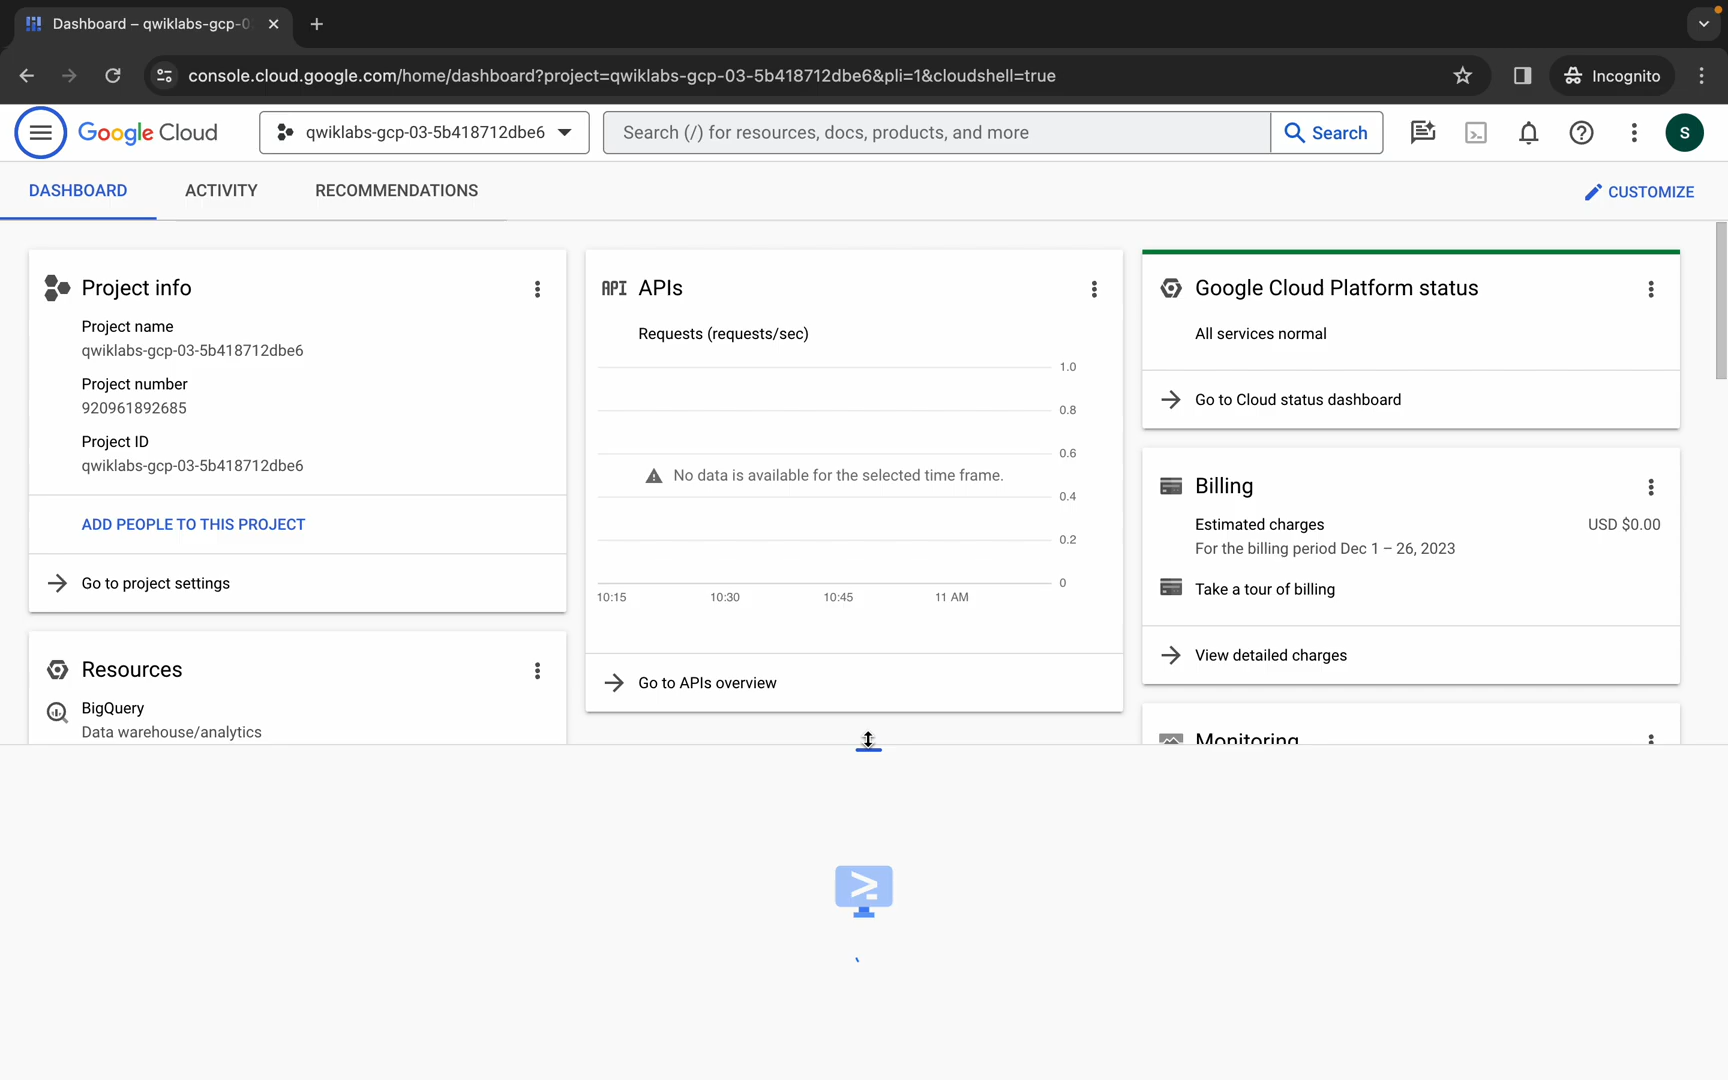 Dashboard – qwiklabs-gcp-0
console.cloud.google.com/home/dashboard?project=qwiklabs-gcp-03-5b418712dbe6&pli=1&cloudshell=true
Incognito
Google Cloud
qwiklabs-gcp-03-5b418712dbe6
Search (/) for resources, docs, products, and more
Search
S
DASHBOARD
ACTIVITY
RECOMMENDATIONS
CUSTOMIZE
Project info
Project name
qwiklabs-gcp-03-5b418712dbe6
Project number
920961892685
Project ID
qwiklabs-gcp-03-5b418712dbe6
ADD PEOPLE TO THIS PROJECT
Go to project settings
Resources
BigQuery
Data warehouse/analytics
API APIs
Requests (requests/sec)
1.0
0.8
0.6
No data is available for the selected time frame.
0.4
0.2
0
10:15 10:30 10:45 11 AM
Go to APIs overview
Google Cloud Platform status
All services normal
Go to Cloud status dashboard
Billing
Estimated charges USD $0.00
For the billing period Dec 1 – 26, 2023
Take a tour of billing
View detailed charges
Monitoring